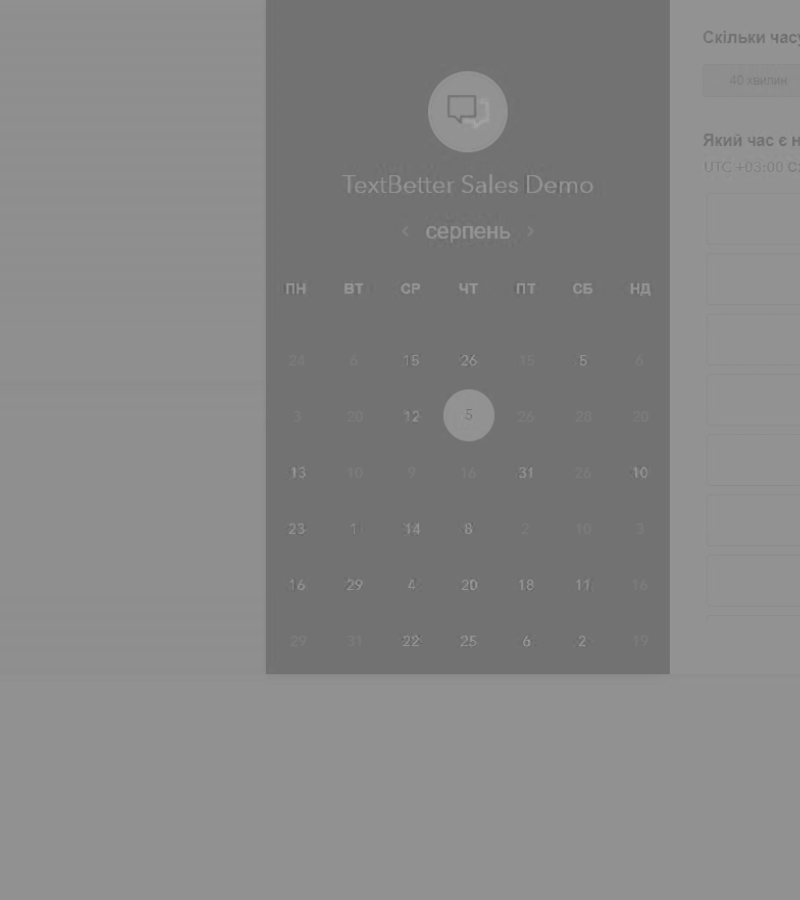 TextBetter Sales Demo
‹ серпень ›
ПН ВТ СР ЧТ ПТ СБ НД
24 6 15 26 15 5 6
3 20 12 5 26 28 20
13 10 9 16 31 26 10
23 1 14 8 2 10 3
16 29 4 20 18 11 16
29 31 22 25 6 2 19
Скільки часу
40 хвилин
Який час є
UTC +03:00